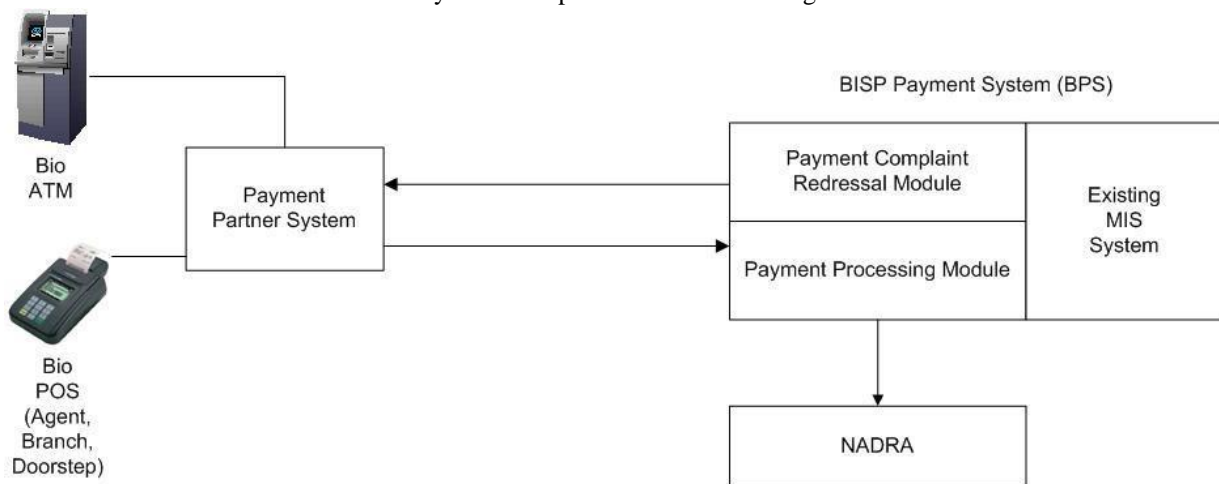 BISP Payment System (BPS)
Bio
ATM
Payment
Partner System
Payment Complaint
Redressal Module
Existing
MIS
System
Payment Processing Module
Bio
POS
(Agent,
Branch,
Doorstep)
NADRA